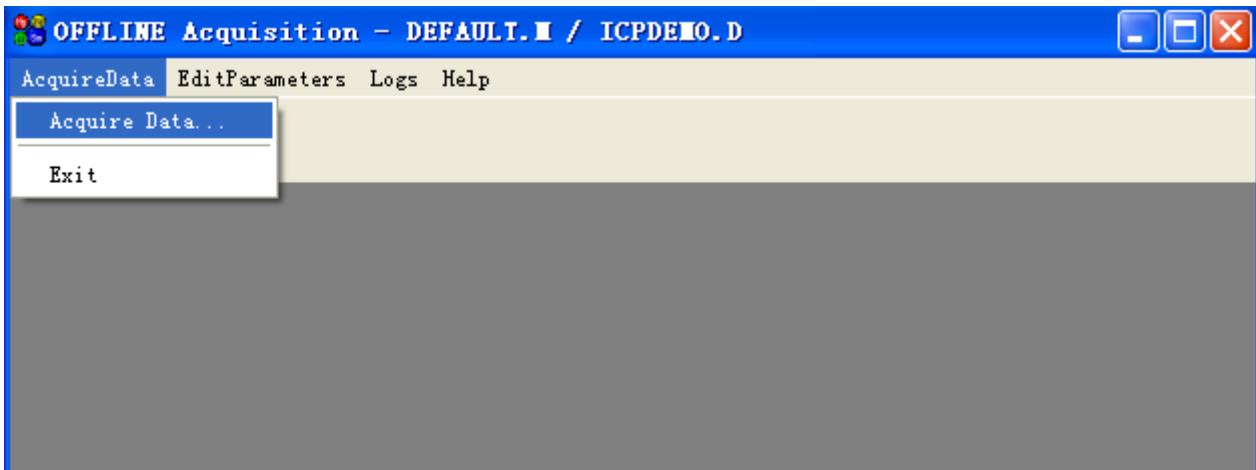 OFFLINE Acquisition - DEFAULT.M / ICPDEMO.D
AcquireData EditParameters Logs Help
Acquire Data...
Exit